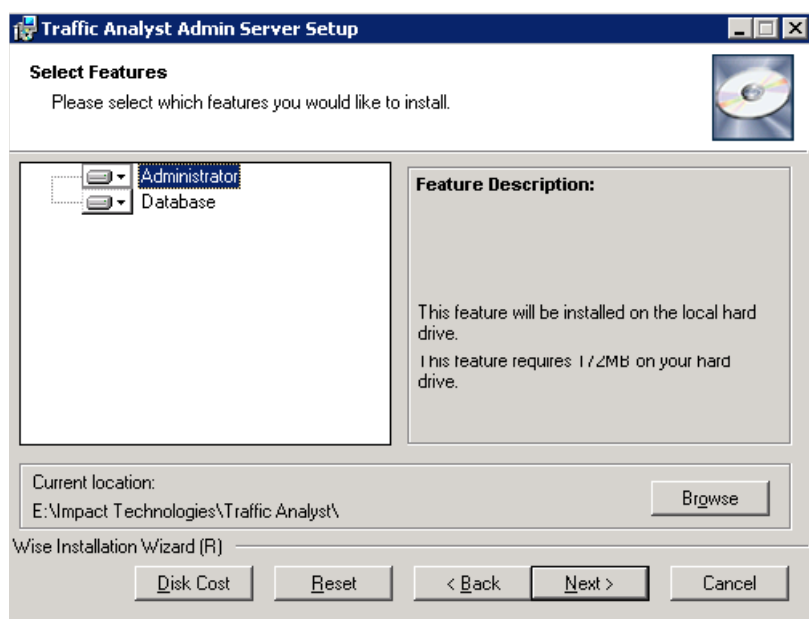 Traffic Analyst Admin Server Setup
Select Features
Please select which features you would like to install.
Administrator
Database
Feature Description:
This feature will be installed on the local hard
drive.
This feature requires 172MB on your hard
drive.
Current location:
E:\Impact Technologies\Traffic Analyst\
Browse
Wise Installation Wizard (R)
Disk Cost
Reset
< Back
Next >
Cancel